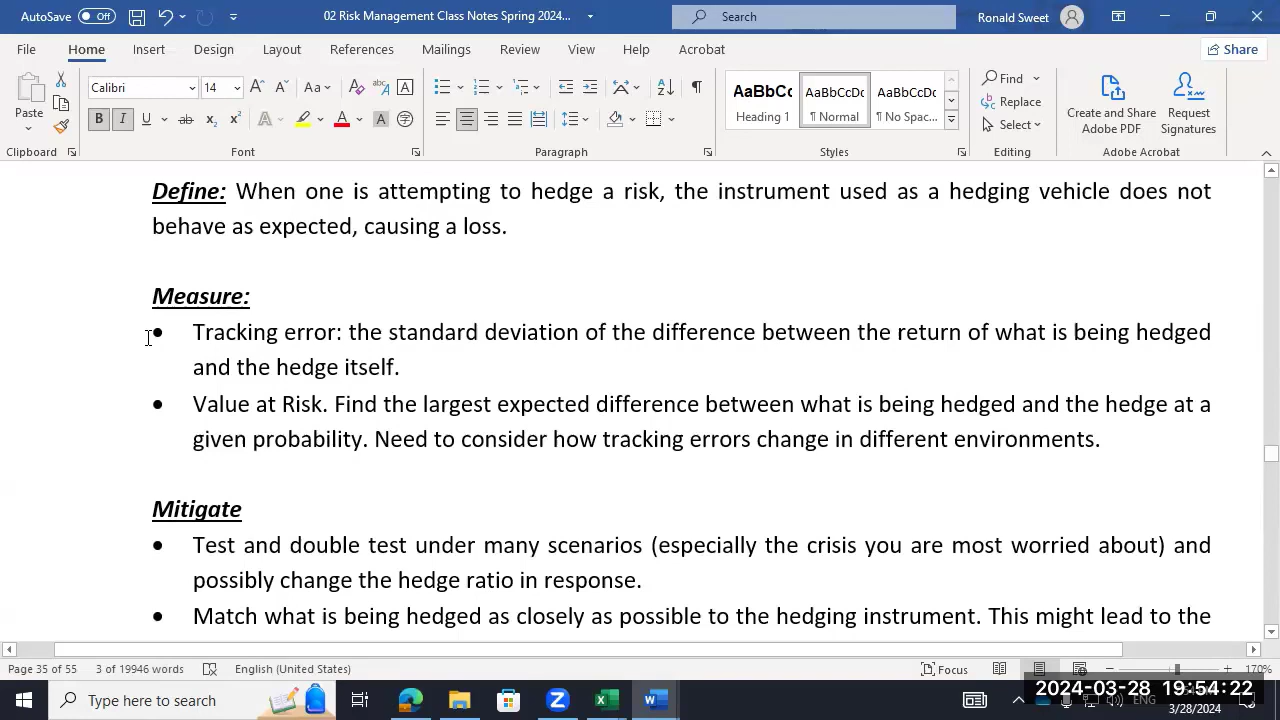 AutoSave Off 02 Risk Management Class Notes Spring 2024... Search Ronald Sweet
File Home Insert Design Layout References Mailings Review View Help Acrobat Share
Paste Calibri 14 Find Replace Select AaBbCc AaBbCcDc AaBbCcDc
Heading 1 ¶ Normal ¶ No Spac... Create and Share Adobe PDF Request Signatures
Clipboard Font Paragraph Styles Editing Adobe Acrobat
Define: When one is attempting to hedge a risk, the instrument used as a hedging vehicle does not
behave as expected, causing a loss.
Measure:
• Tracking error: the standard deviation of the difference between the return of what is being hedged
and the hedge itself.
• Value at Risk. Find the largest expected difference between what is being hedged and the hedge at a
given probability. Need to consider how tracking errors change in different environments.
Mitigate
• Test and double test under many scenarios (especially the crisis you are most worried about) and
possibly change the hedge ratio in response.
• Match what is being hedged as closely as possible to the hedging instrument. This might lead to the
Page 35 of 55 3 of 19946 words English (United States) Focus 170%
Type here to search ENG 2024-03-28 19:54:22
3/28/2024